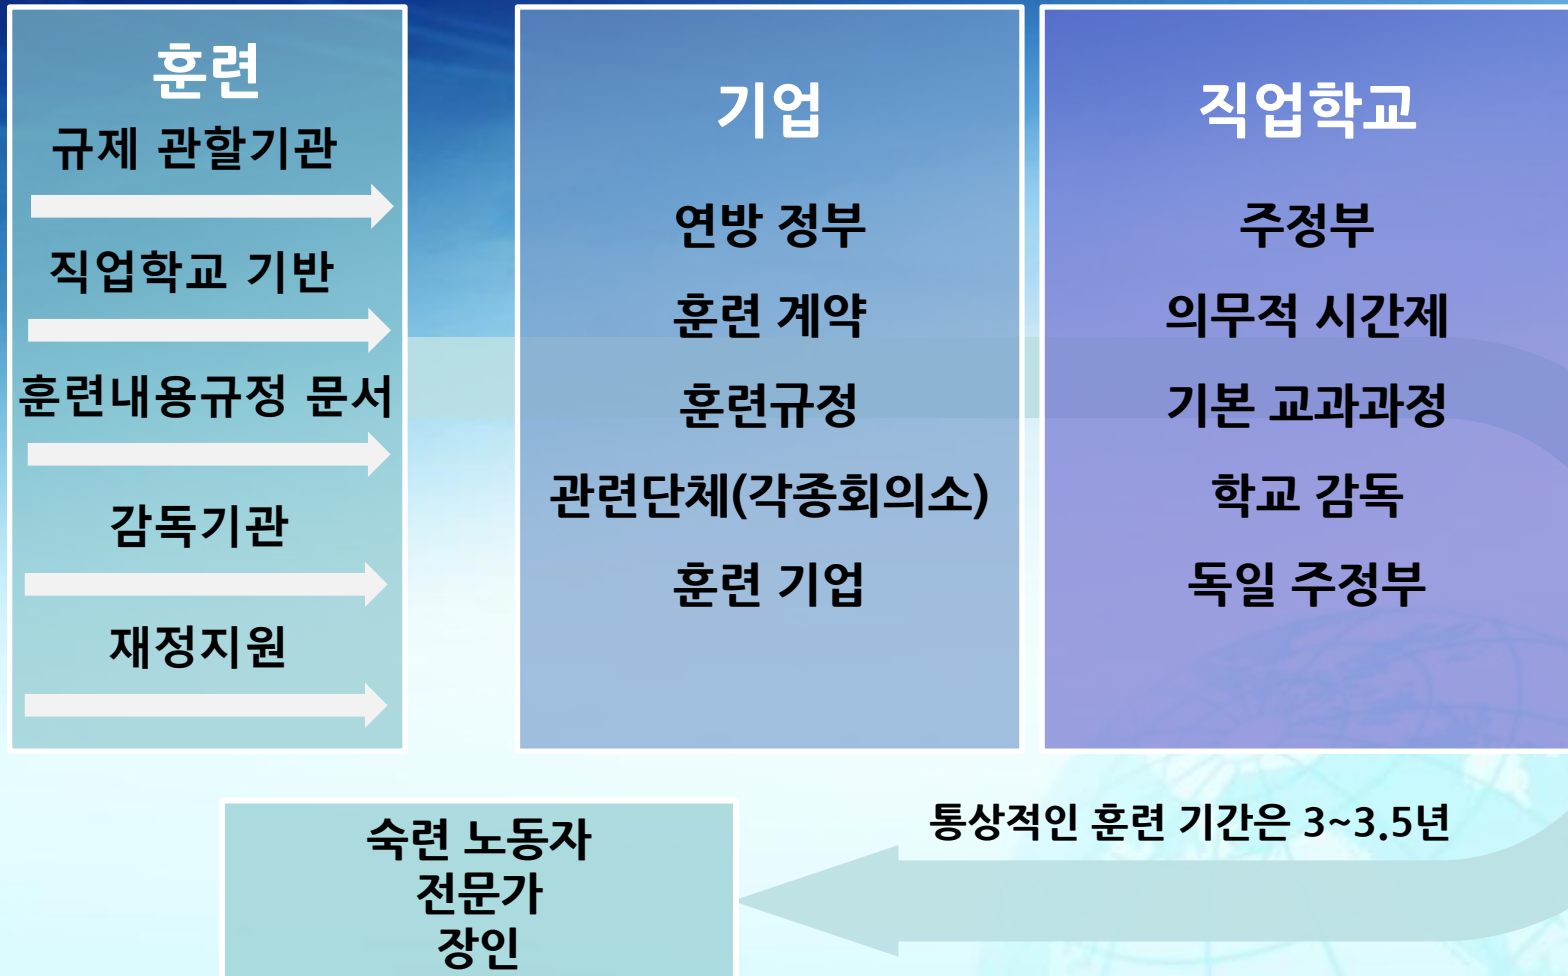 훈련
규제 관할기관
직업학교 기반
훈련내용규정 문서
감독기관
재정지원
기업
연방 정부
훈련 계약
훈련규정
관련단체(각종회의소)
훈련 기업
직업학교
주정부
의무적 시간제
기본 교과과정
학교 감독
독일 주정부
통상적인 훈련 기간은 3~3.5년
숙련 노동자
전문가
장인